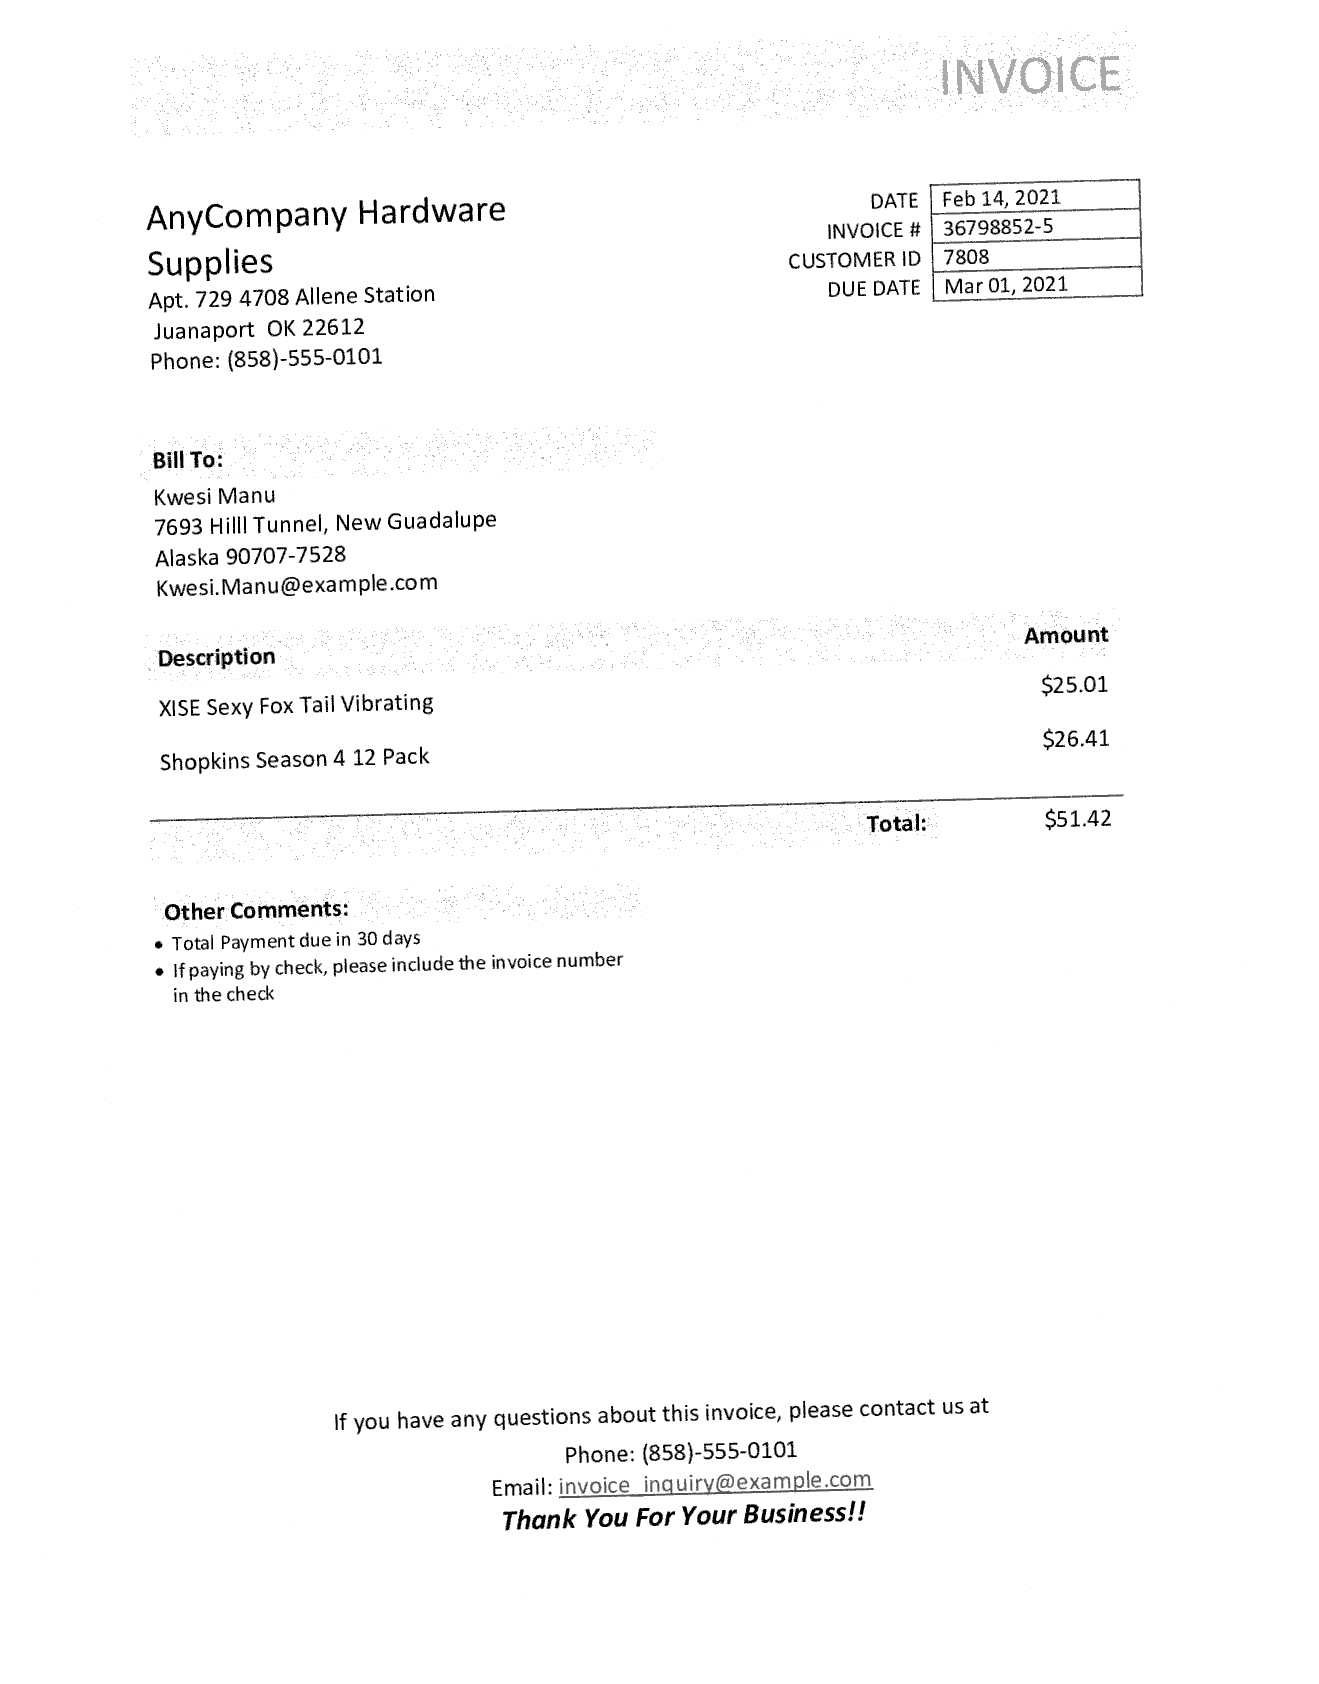 INVOICE
AnyCompany Hardware
Supplies
Apt. 729 4708 Allene Station
Juanaport OK 22612
Phone: (858)-555-0101
DATE Feb 14, 2021
INVOICE # 36798852-5
CUSTOMER ID 7808
DUE DATE Mar 01, 2021
Bill To:
Kwesi Manu
7693 Hilll Tunnel, New Guadalupe
Alaska 90707-7528
Kwesi.Manu@example.com
Description Amount
XISE Sexy Fox Tail Vibrating $25.01
Shopkins Season 4 12 Pack $26.41
Total: $51.42
Other Comments:
• Total Payment due in 30 days
• If paying by check, please include the invoice number
in the check
If you have any questions about this invoice, please contact us at
Phone: (858)-555-0101
Email: invoice_inquiry@example.com
Thank You For Your Business!!